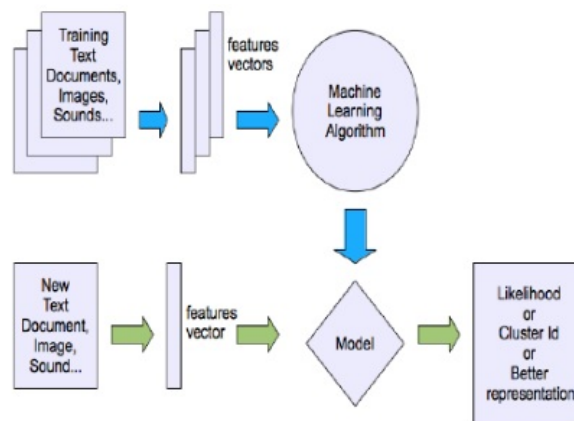 Training
Text
Documents,
Images,
Sounds...
features
vectors
Machine
Learning
Algorithm
New
Text
Document,
Image,
Sound...
features
vector
Model
Likelihood
or
Cluster Id
or
Better
representation